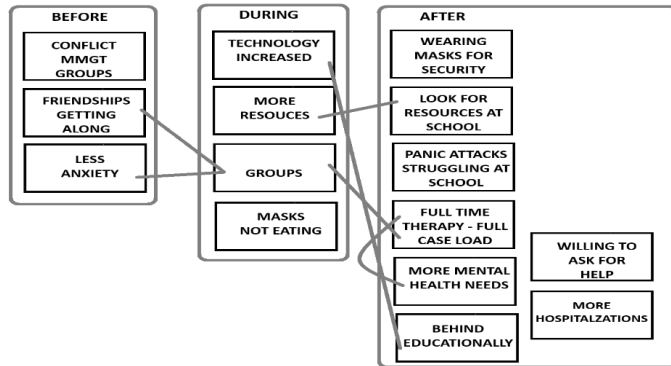 BEFORE
CONFLICT
MMGT
GROUPS
FRIENDSHIPS
GETTING
ALONG
LESS
ANXIETY
DURING
TECHNOLOGY
INCREASED
MORE
RESOUCES
GROUPS
MASKS
NOT EATING
AFTER
WEARING
MASKS FOR
SECURITY
LOOK FOR
RESOURCES AT
SCHOOL
PANIC ATTACKS
STRUGGLING AT
SCHOOL
FULL TIME
THERAPY - FULL
CASE LOAD
MORE MENTAL
HEALTH NEEDS
BEHIND
EDUCATIONALLY
WILLING TO
ASK FOR
HELP
MORE
HOSPITALZATIONS